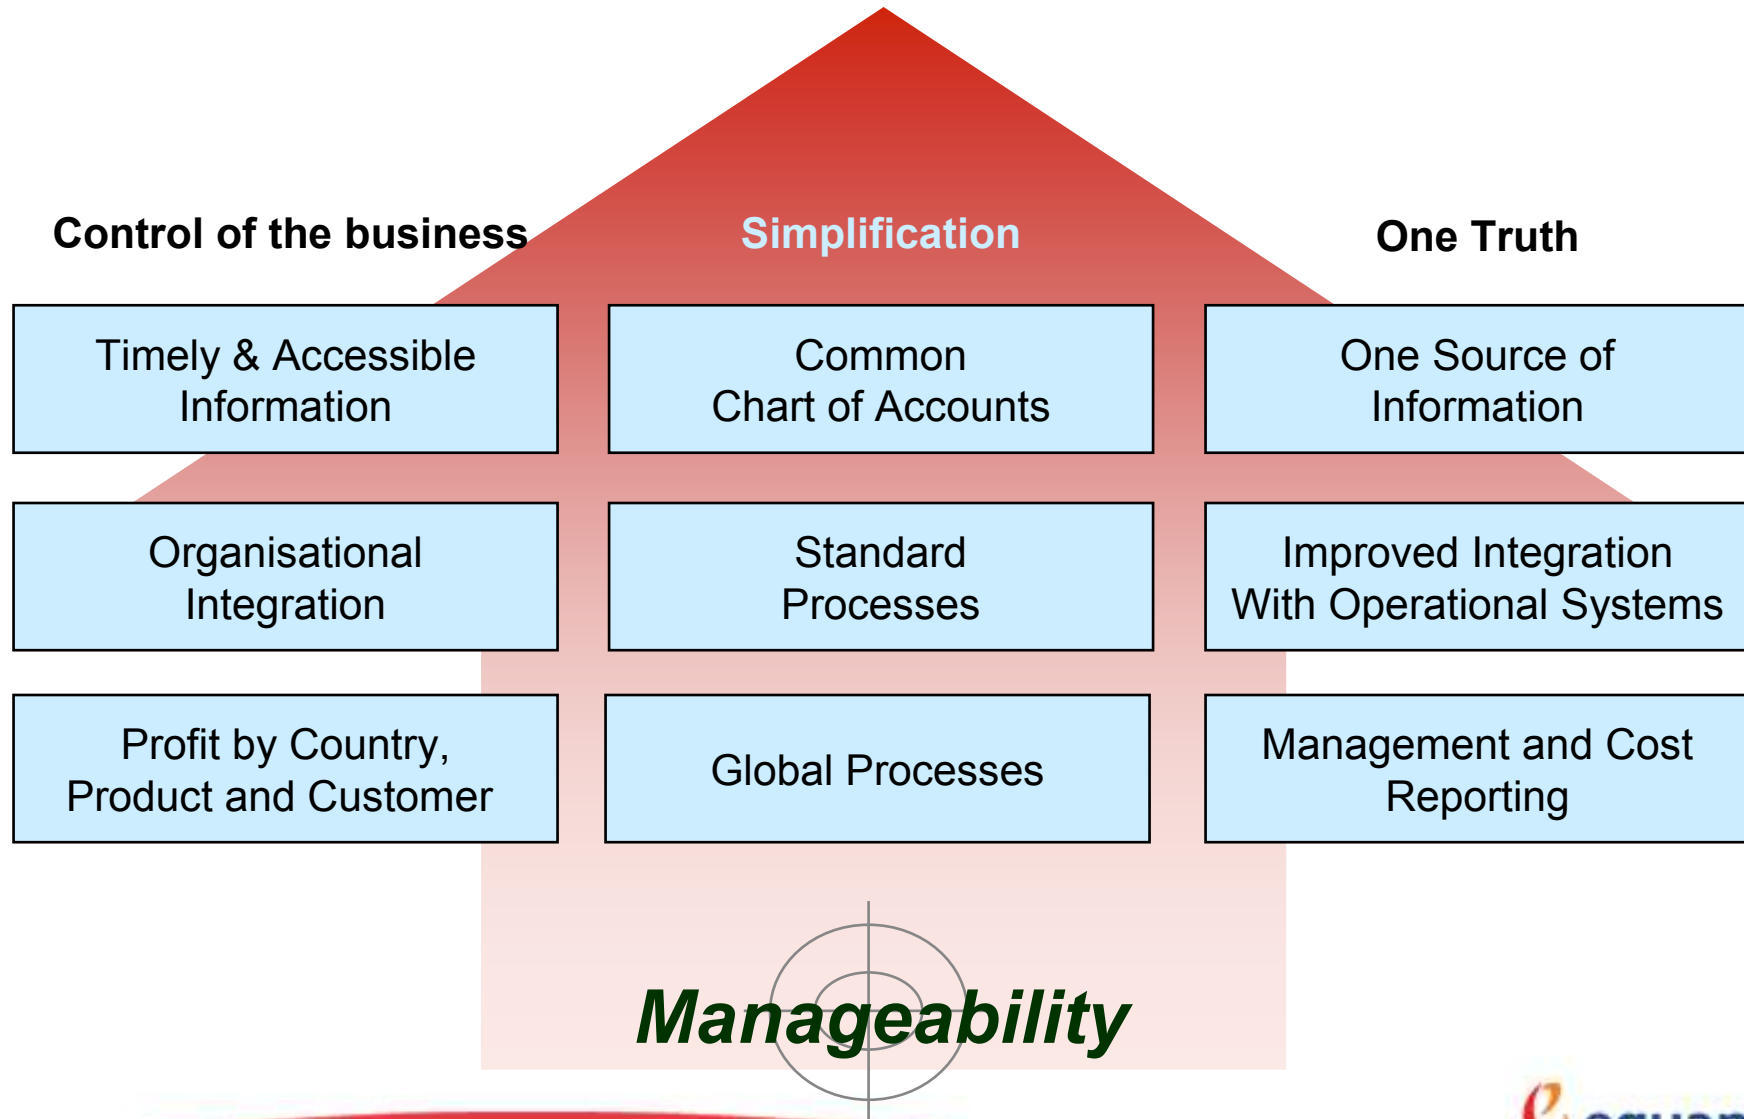 Control of the business
Simplification
One Truth
Timely & Accessible
Information
Common
Chart of Accounts
One Source of
Information
Organisational
Integration
Standard
Processes
Improved Integration
With Operational Systems
Profit by Country,
Product and Customer
Global Processes
Management and Cost
Reporting
Manageability